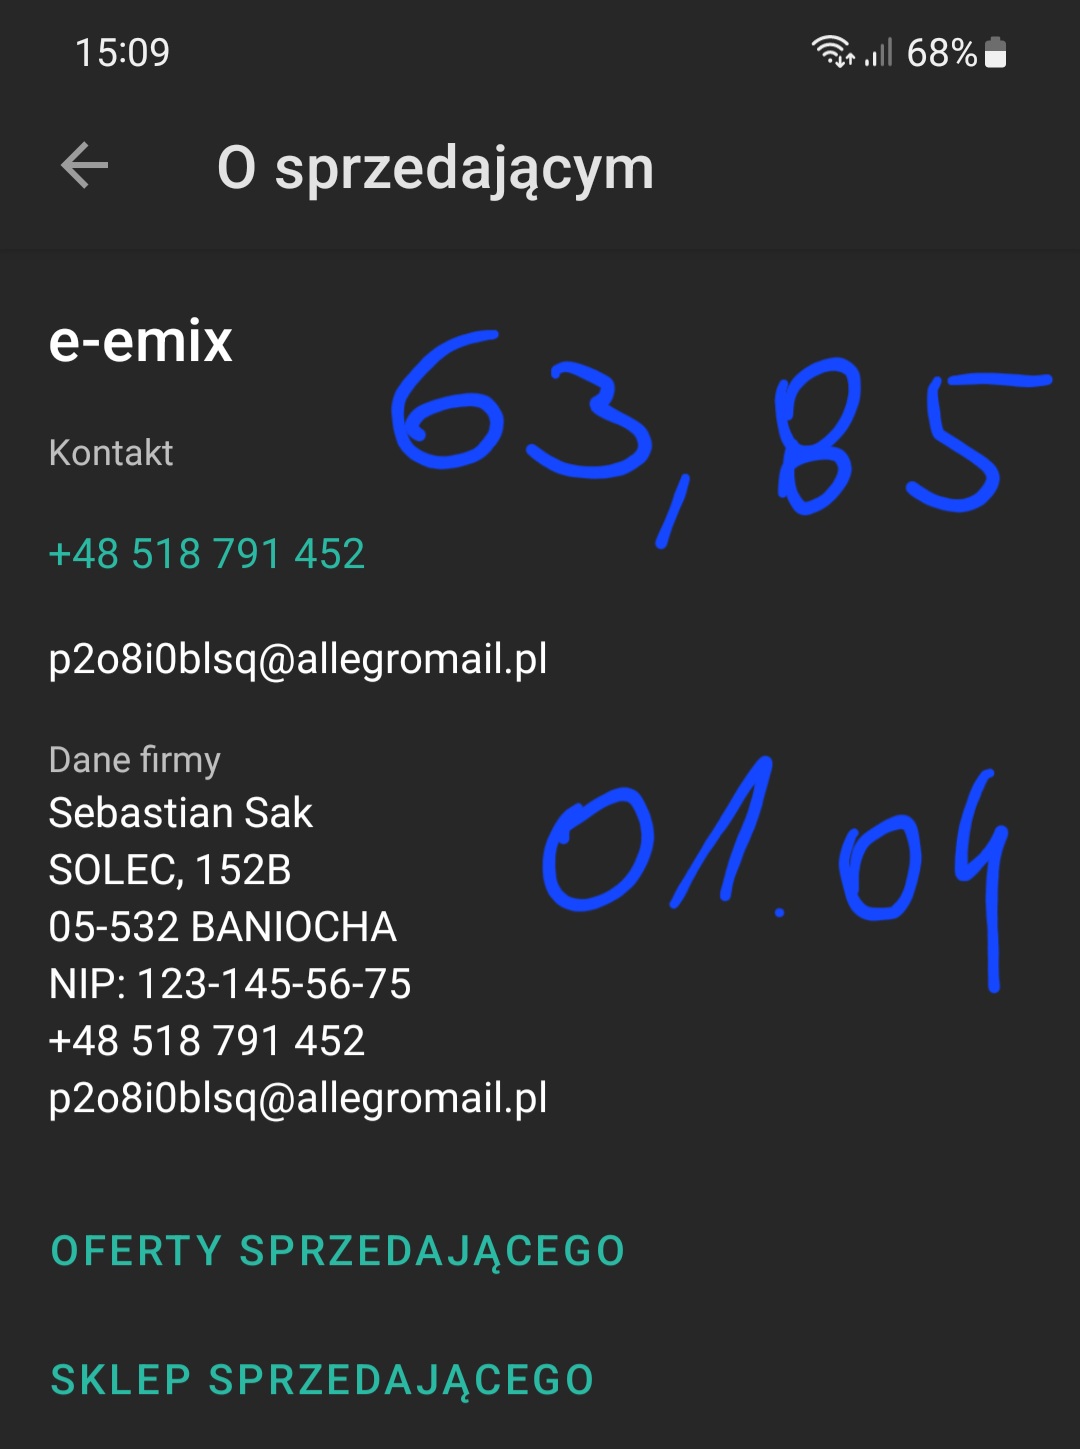 15:09 68%
O sprzedającym
e-emix
63,85
Kontakt
+48 518 791 452
p2o8i0blsq@allegromail.pl
Dane firmy
Sebastian Sak
01.04
SOLEC, 152B
05-532 BANIOCHA
NIP: 123-145-56-75
+48 518 791 452
p2o8i0blsq@allegromail.pl
OFERTY SPRZEDAJĄCEGO
SKLEP SPRZEDAJĄCEGO